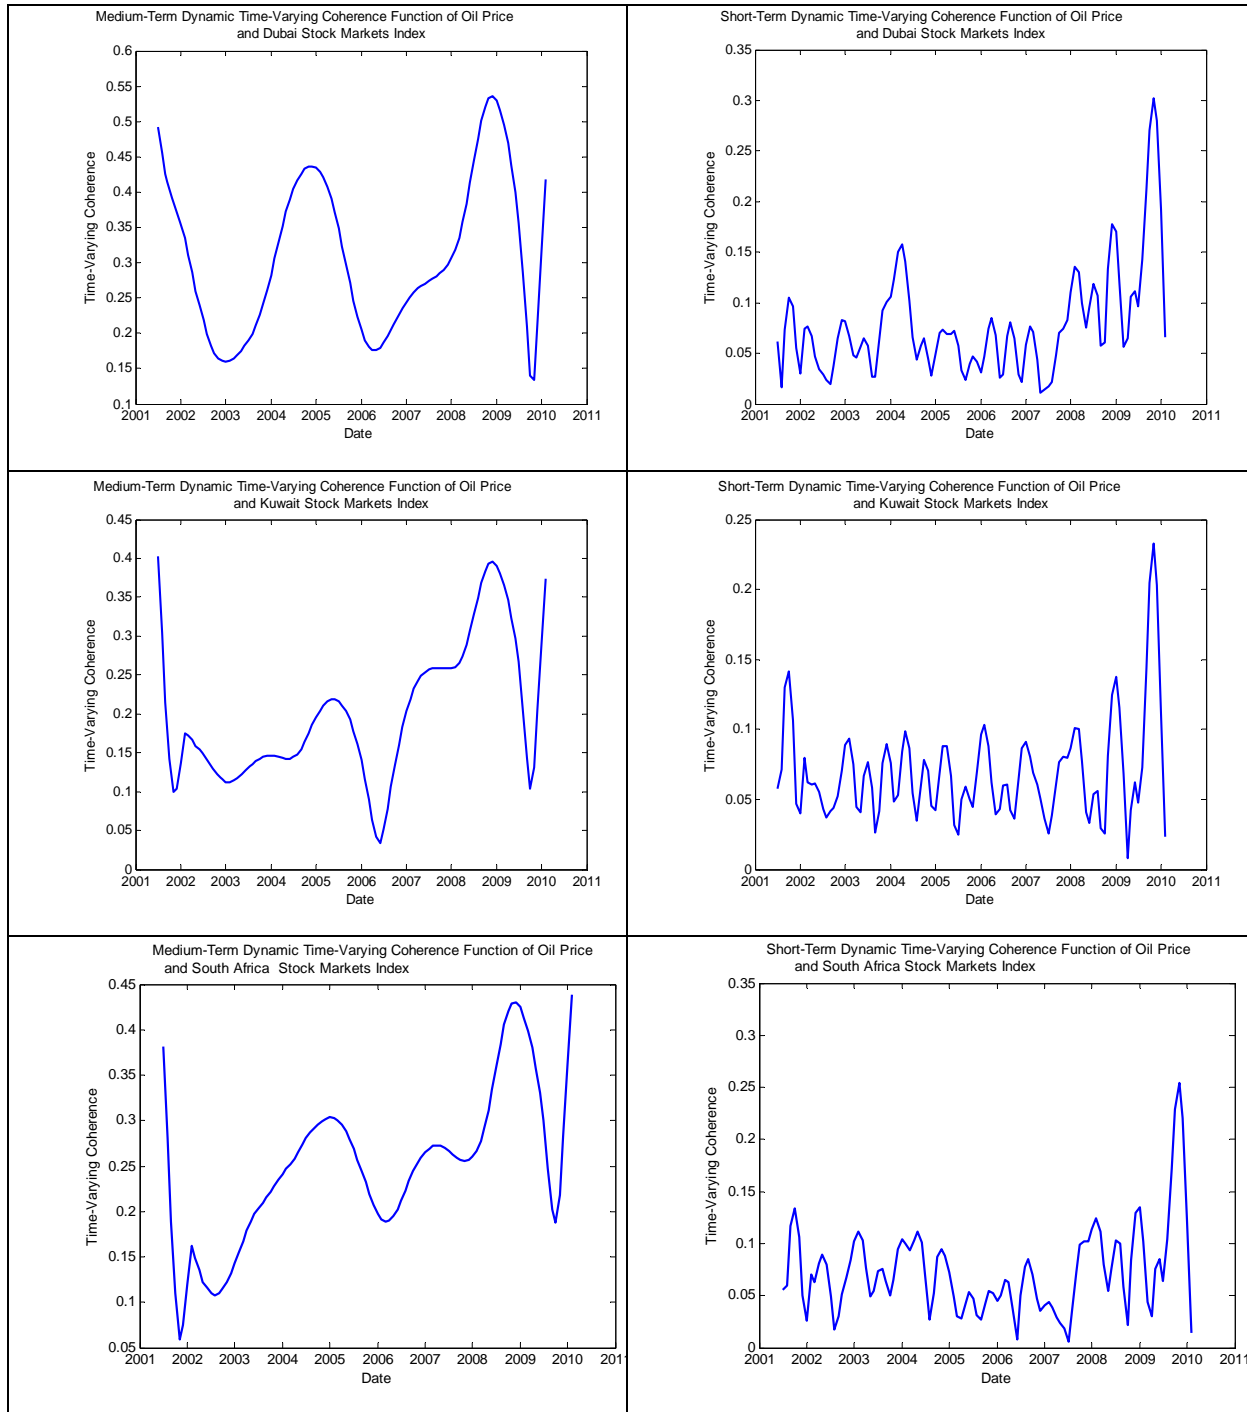 Medium-Term Dynamic Time-Varying Coherence Function of Oil Price
and Dubai Stock Markets Index
0.6
0.55
0.5
0.45
0.4
0.35
0.3
0.25
0.2
0.15
0.1
Time-Varying Coherence
2001 2002 2003 2004 2005 2006 2007 2008 2009 2010 2011
Date
Short-Term Dynamic Time-Varying Coherence Function of Oil Price
and Dubai Stock Markets Index
0.35
0.3
0.25
0.2
0.15
0.1
0.05
0
Time-Varying Coherence
2001 2002 2003 2004 2005 2006 2007 2008 2009 2010 2011
Date
Medium-Term Dynamic Time-Varying Coherence Function of Oil Price
and Kuwait Stock Markets Index
0.45
0.4
0.35
0.3
0.25
0.2
0.15
0.1
0.05
0
Time-Varying Coherence
2001 2002 2003 2004 2005 2006 2007 2008 2009 2010 2011
Date
Short-Term Dynamic Time-Varying Coherence Function of Oil Price
and Kuwait Stock Markets Index
0.25
0.2
0.15
0.1
0.05
0
Time-Varying Coherence
2001 2002 2003 2004 2005 2006 2007 2008 2009 2010 2011
Date
Medium-Term Dynamic Time-Varying Coherence Function of Oil Price
and South Africa Stock Markets Index
0.45
0.4
0.35
0.3
0.25
0.2
0.15
0.1
0.05
Time-Varying Coherence
2001 2002 2003 2004 2005 2006 2007 2008 2009 2010 2011
Date
Short-Term Dynamic Time-Varying Coherence Function of Oil Price
and South Africa Stock Markets Index
0.35
0.3
0.25
0.2
0.15
0.1
0.05
0
Time-Varying Coherence
2001 2002 2003 2004 2005 2006 2007 2008 2009 2010 2011
Date